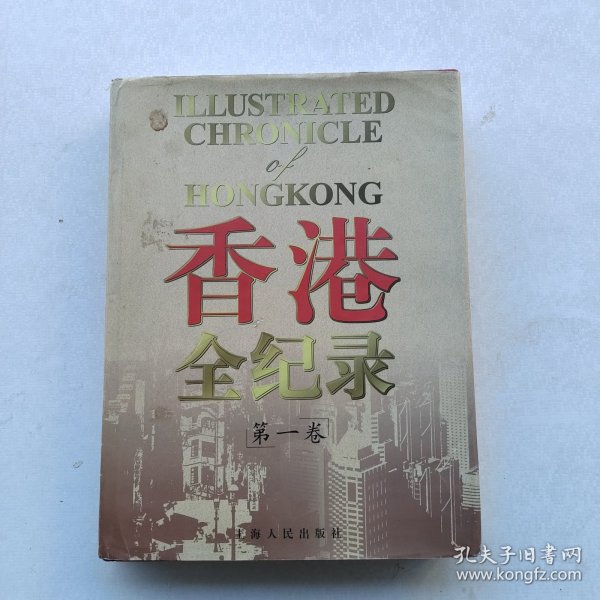 ILLUSTRATED
CHRONICLE
of
HONGKONG
香港
全纪录
第一卷
上海人民出版社
孔夫子旧书网
www.kongfz.com